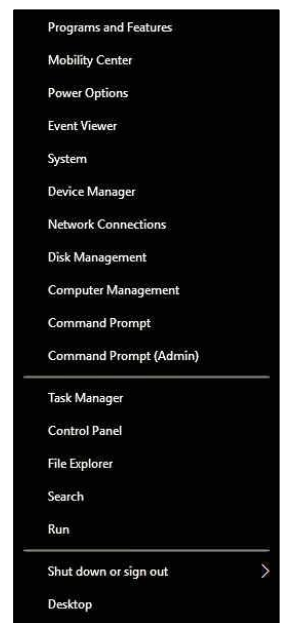 Programs and Features
Mobility Center
Power Options
Event Viewer
System
Device Manager
Network Connections
Disk Management
Computer Management
Command Prompt
Command Prompt (Admin)
Task Manager
Control Panel
File Explorer
Search
Run
Shut down or sign out
Desktop